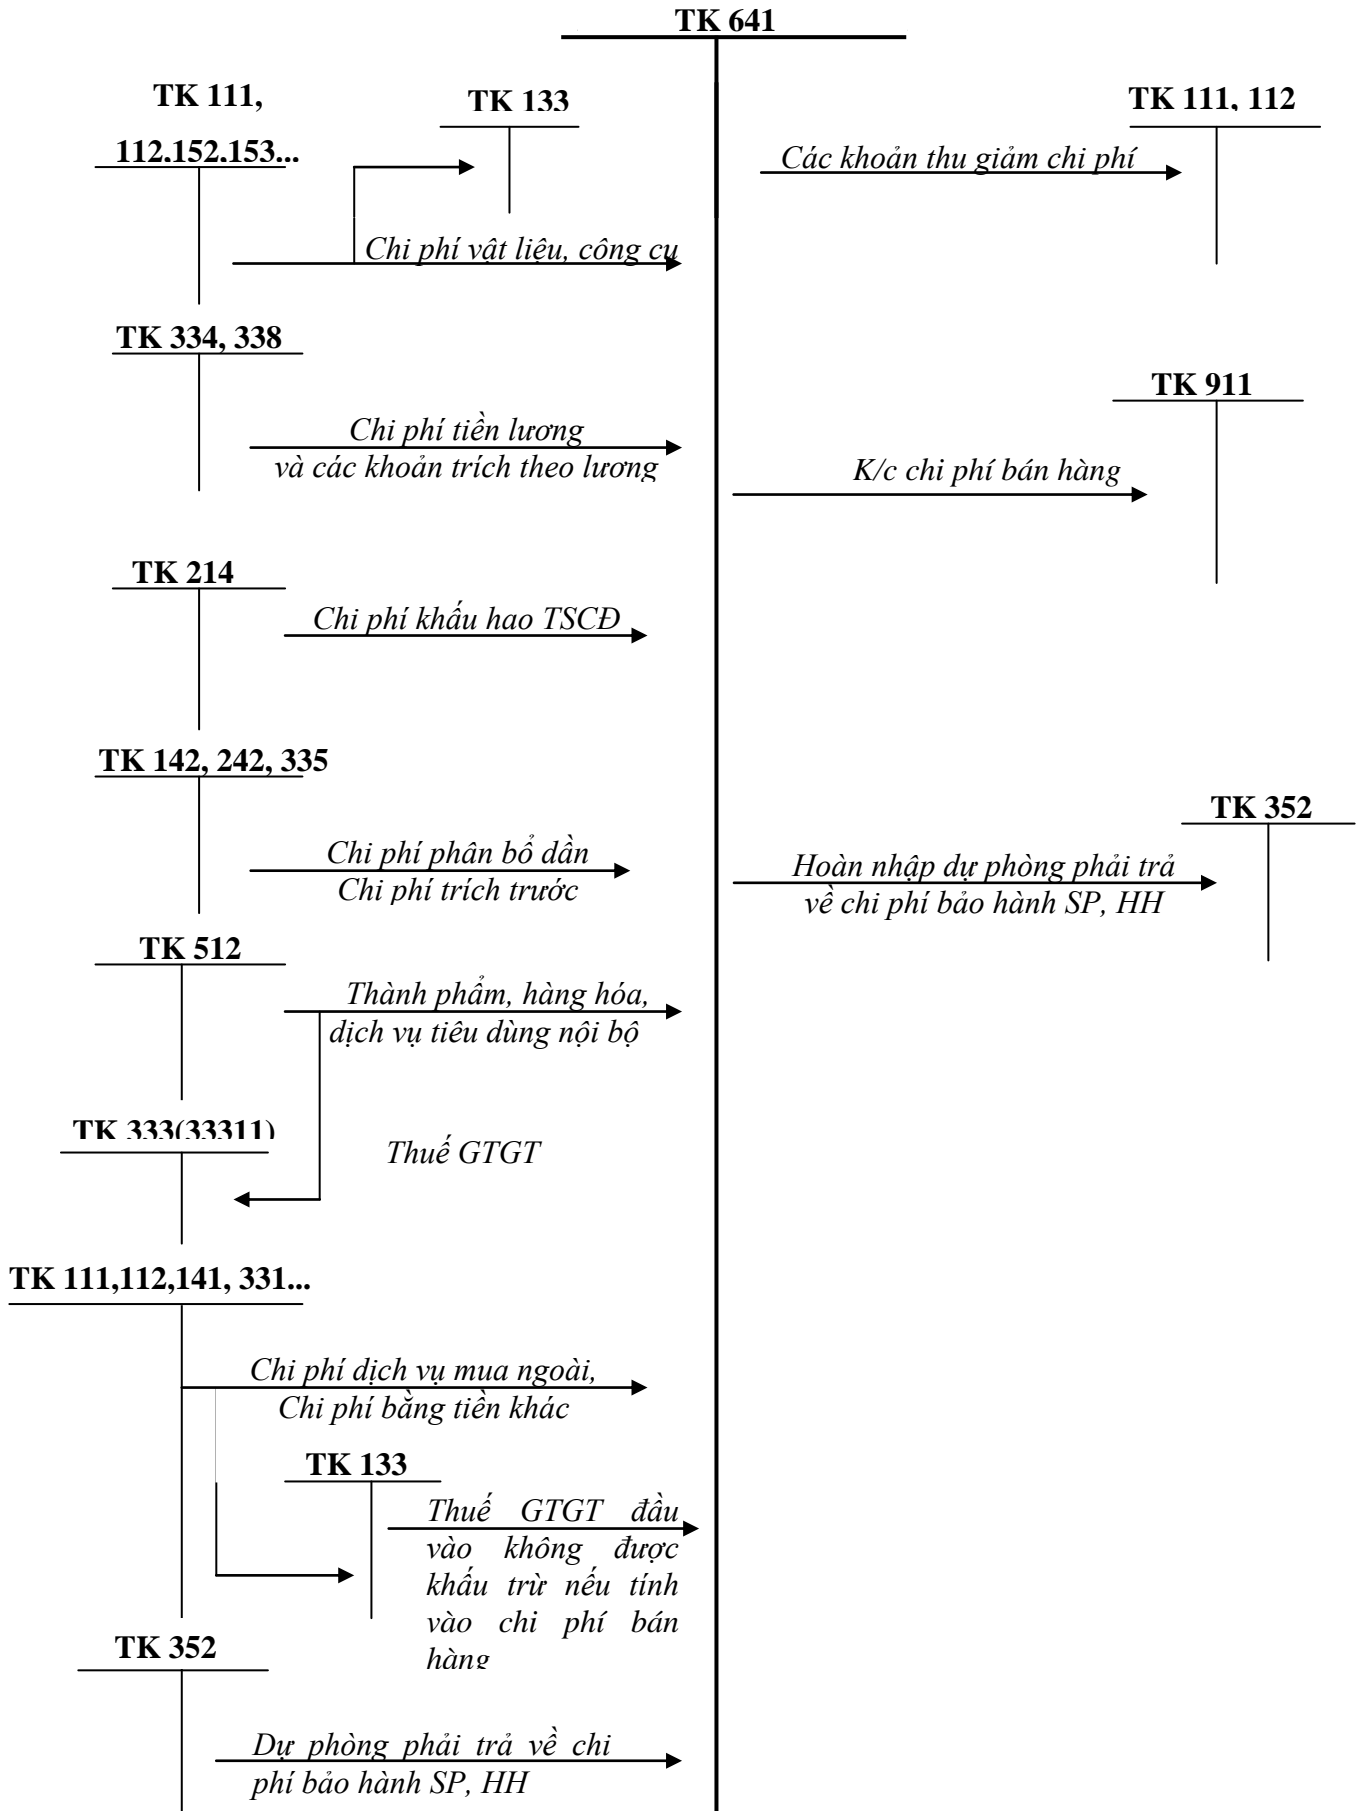 TK 641
TK 111,
112,152,153...
TK 133
TK 111, 112
Các khoản thu giảm chi phí
Chi phí vật liệu, công cụ
TK 334, 338
TK 911
Chi phí tiền lương
và các khoản trích theo lương
K/c chi phí bán hàng
TK 214
Chi phí khấu hao TSCĐ
TK 142, 242, 335
TK 352
Chi phí phân bổ dần
Chi phí trích trước
Hoàn nhập dự phòng phải trả
về chi phí bảo hành SP, HH
TK 512
Thành phẩm, hàng hóa,
dịch vụ tiêu dùng nội bộ
TK 333(33311)
Thuế GTGT
TK 111,112,141, 331...
Chi phí dịch vụ mua ngoài,
Chi phí bằng tiền khác
TK 133
Thuế GTGT đầu
vào không được
khấu trừ nếu tính
vào chi phí bán
hàng
TK 352
Dự phòng phải trả về chi
phí bảo hành SP, HH